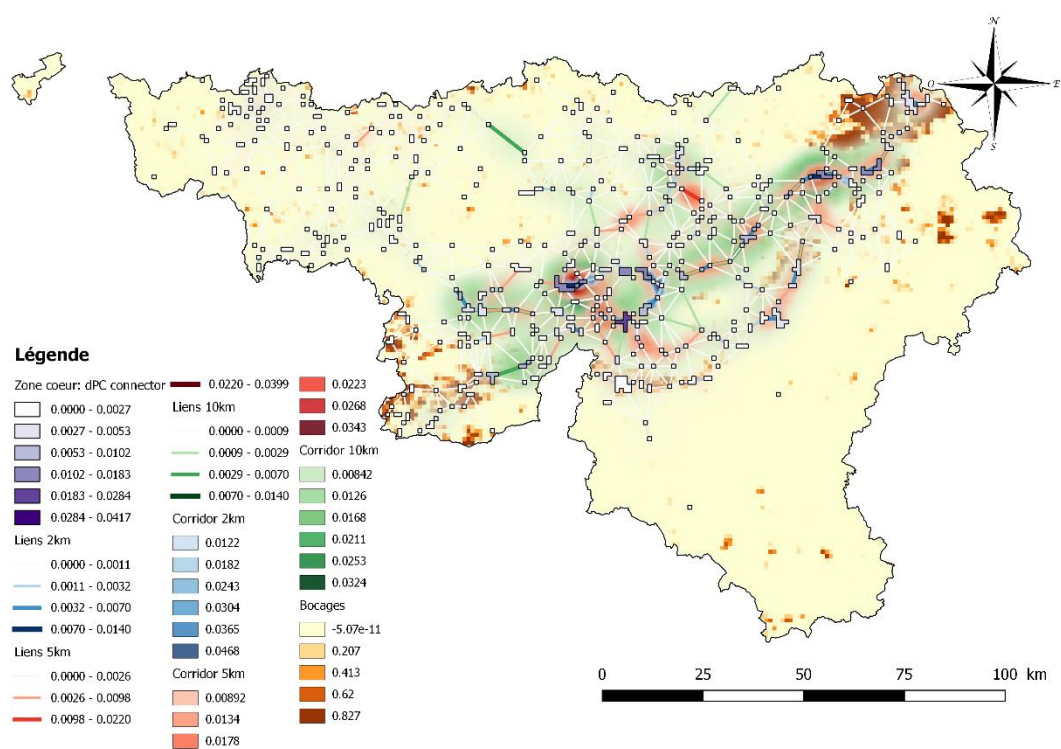 N
O
E
S
Légende
Zone coeur: dPC connector
0.0000 - 0.0027
0.0027 - 0.0053
0.0053 - 0.0102
0.0102 - 0.0183
0.0183 - 0.0284
0.0284 - 0.0417
Liens 2km
0.0000 - 0.0011
0.0011 - 0.0032
0.0032 - 0.0070
0.0070 - 0.0140
Liens 5km
0.0000 - 0.0026
0.0026 - 0.0098
0.0098 - 0.0220
0.0220 - 0.0399
Liens 10km
0.0000 - 0.0009
0.0009 - 0.0029
0.0029 - 0.0070
0.0070 - 0.0140
Corridor 2km
0.0122
0.0182
0.0243
0.0304
0.0365
0.0468
Corridor 5km
0.00892
0.0134
0.0178
0.0223
0.0268
0.0343
Corridor 10km
0.00842
0.0126
0.0168
0.0211
0.0253
0.0324
Bocages
-5.07e-11
0.207
0.413
0.62
0.827
0 25 50 75 100 km